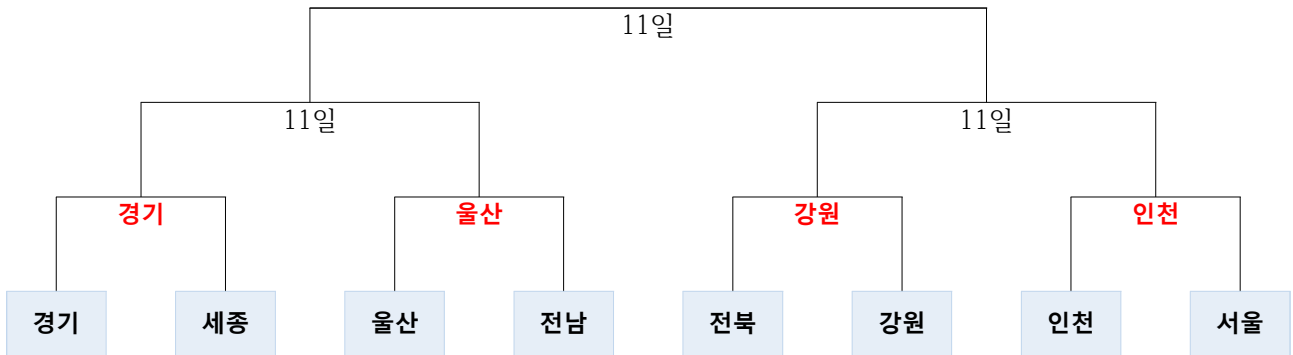 11일
11일 11일
경기 울산 강원 인천
경기 세종 울산 전남 전북 강원 인천 서울